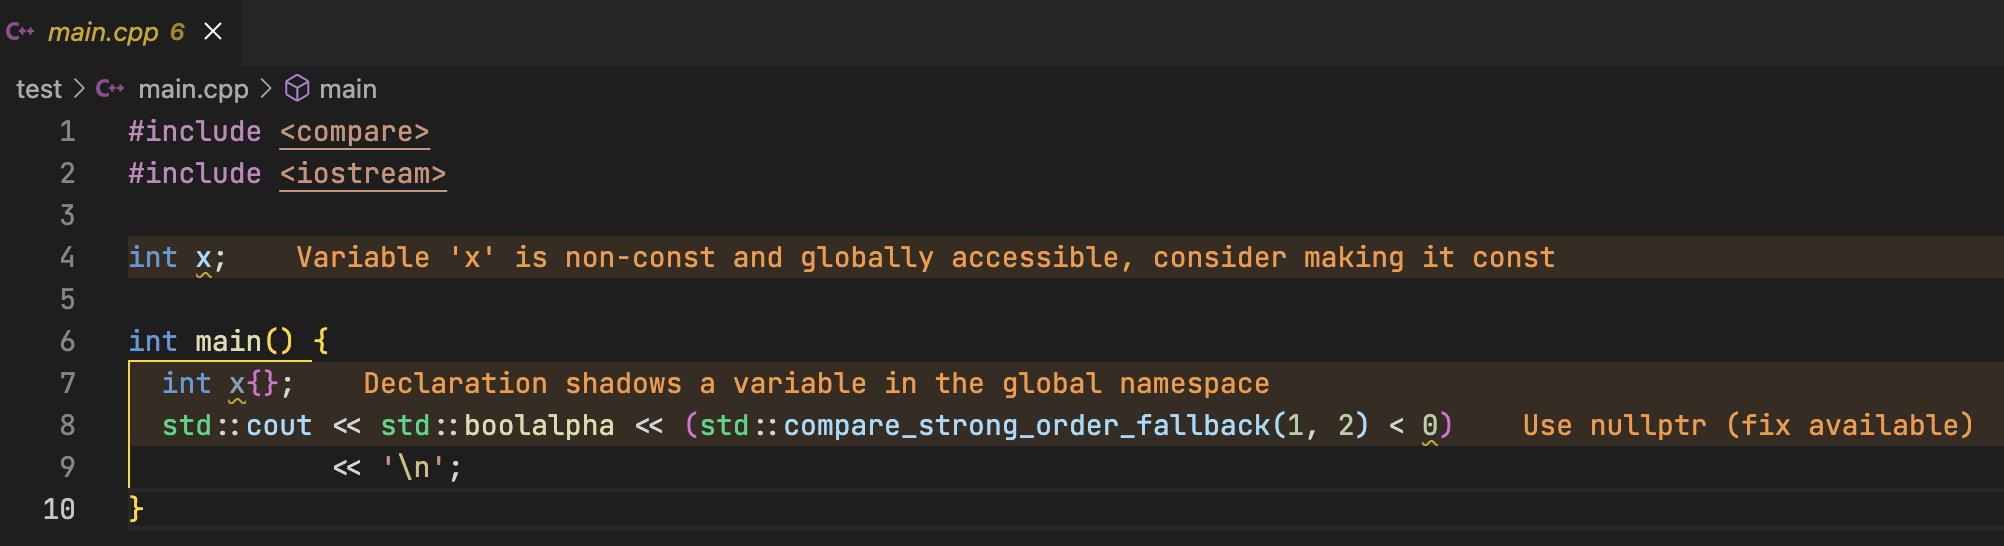 C++ main.cpp 6 ×
test > C++ main.cpp > main
1 #include <compare>
2 #include <iostream>
3
4 int x;    Variable 'x' is non-const and globally accessible, consider making it const
5
6 int main() {
7   int x{};    Declaration shadows a variable in the global namespace
8   std::cout << std::boolalpha << (std::compare_strong_order_fallback(1, 2) < 0)    Use nullptr (fix available)
9             << '\n';
10 }